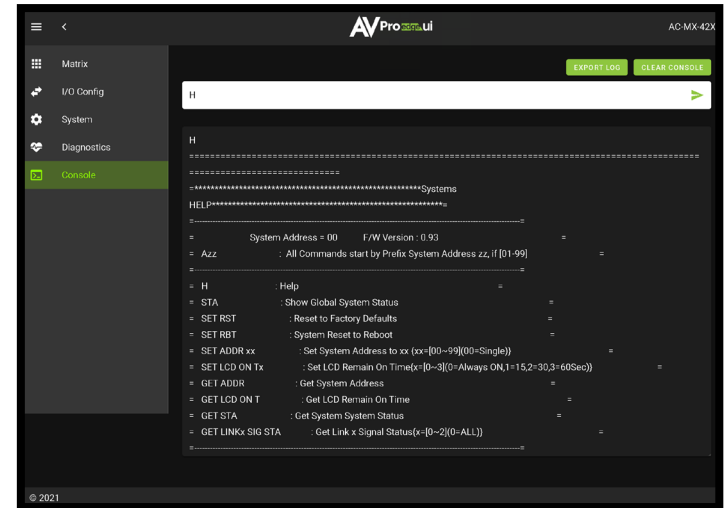 AVPro edge.ui
AC-MX-42X
Matrix
I/O Config
System
Diagnostics
Console
EXPORT LOG CLEAR CONSOLE
H
H
=================================================================================================
=============================
=*******************************************************Systems
HELP********************************************************=
=--------------------------------------------------------------------------------------------------------------=
= System Address = 00 F/W Version : 0.93 =
= Azz : All Commands start by Prefix System Address zz, if [01-99] =
=--------------------------------------------------------------------------------------------------------------=
= H : Help =
= STA : Show Global System Status =
= SET RST : Reset to Factory Defaults =
= SET RBT : System Reset to Reboot =
= SET ADDR xx : Set System Address to xx {xx=[00~99](00=Single)} =
= SET LCD ON Tx : Set LCD Remain On Time{x=[0~3](0=Always ON,1=15,2=30,3=60Sec)} =
= GET ADDR : Get System Address =
= GET LCD ON T : Get LCD Remain On Time =
= GET STA : Get System System Status =
= GET LINKx SIG STA : Get Link x Signal Status{x=[0~2](0=ALL)} =
=--------------------------------------------------------------------------------------------------------------=
© 2021